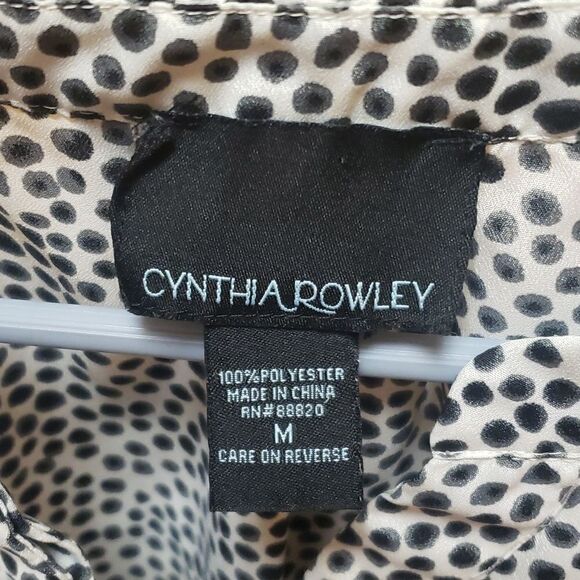 CYNTHIA ROWLEY
100% POLYESTER
MADE IN CHINA
RN#88820
M
CARE ON REVERSE